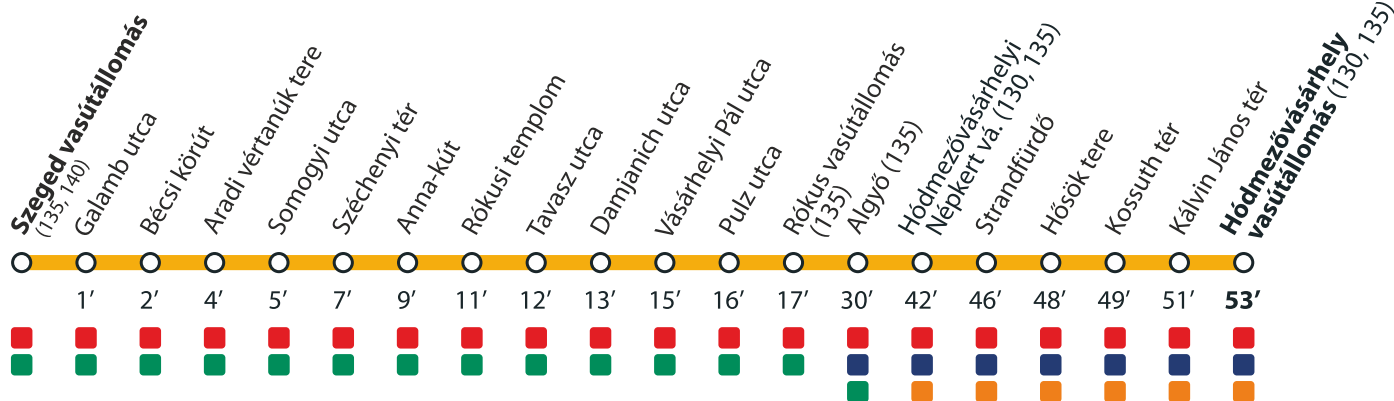 Szeged vasútállomás
(135, 140)
Galamb utca
Bécsi körút
Aradi vértanúk tere
Somogyi utca
Széchenyi tér
Anna-kút
Rókusi templom
Tavasz utca
Damjanich utca
Vásárhelyi Pál utca
Pulz utca
Rókus vasútállomás
(135)
Algyő (135)
Hódmezővásárhelyi
Népkert vá. (130, 135)
Strandfürdő
Hősök tere
Kossuth tér
Kálvin János tér
Hódmezővásárhely
vasútállomás (130, 135)
1’ 2’ 4’ 5’ 7’ 9’ 11’ 12’ 13’ 15’ 16’ 17’ 30’ 42’ 46’ 48’ 49’ 51’ 53’